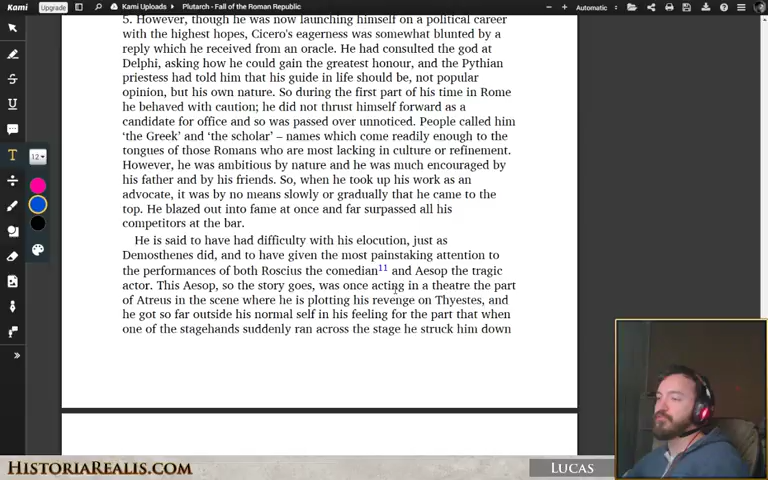 Kami Upgrade
Kami Uploads ▸ Plutarch - Fall of the Roman Republic
Automatic
5. However, though he was now launching himself on a political career
with the highest hopes, Cicero's eagerness was somewhat blunted by a
reply which he received from an oracle. He had consulted the god at
Delphi, asking how he could gain the greatest honour, and the Pythian
priestess had told him that his guide in life should be, not popular
opinion, but his own nature. So during the first part of his time in Rome
he behaved with caution; he did not thrust himself forward as a
candidate for office and so was passed over unnoticed. People called him
‘the Greek’ and ‘the scholar’ – names which come readily enough to the
tongues of those Romans who are most lacking in culture or refinement.
However, he was ambitious by nature and he was much encouraged by
his father and by his friends. So, when he took up his work as an
advocate, it was by no means slowly or gradually that he came to the
top. He blazed out into fame at once and far surpassed all his
competitors at the bar.
He is said to have had difficulty with his elocution, just as
Demosthenes did, and to have given the most painstaking attention to
the performances of both Roscius the comedian11 and Aesop the tragic
actor. This Aesop, so the story goes, was once acting in a theatre the part
of Atreus in the scene where he is plotting his revenge on Thyestes, and
he got so far outside his normal self in his feeling for the part that when
one of the stagehands suddenly ran across the stage he struck him down
12
HistoriaRealis.com
Lucas